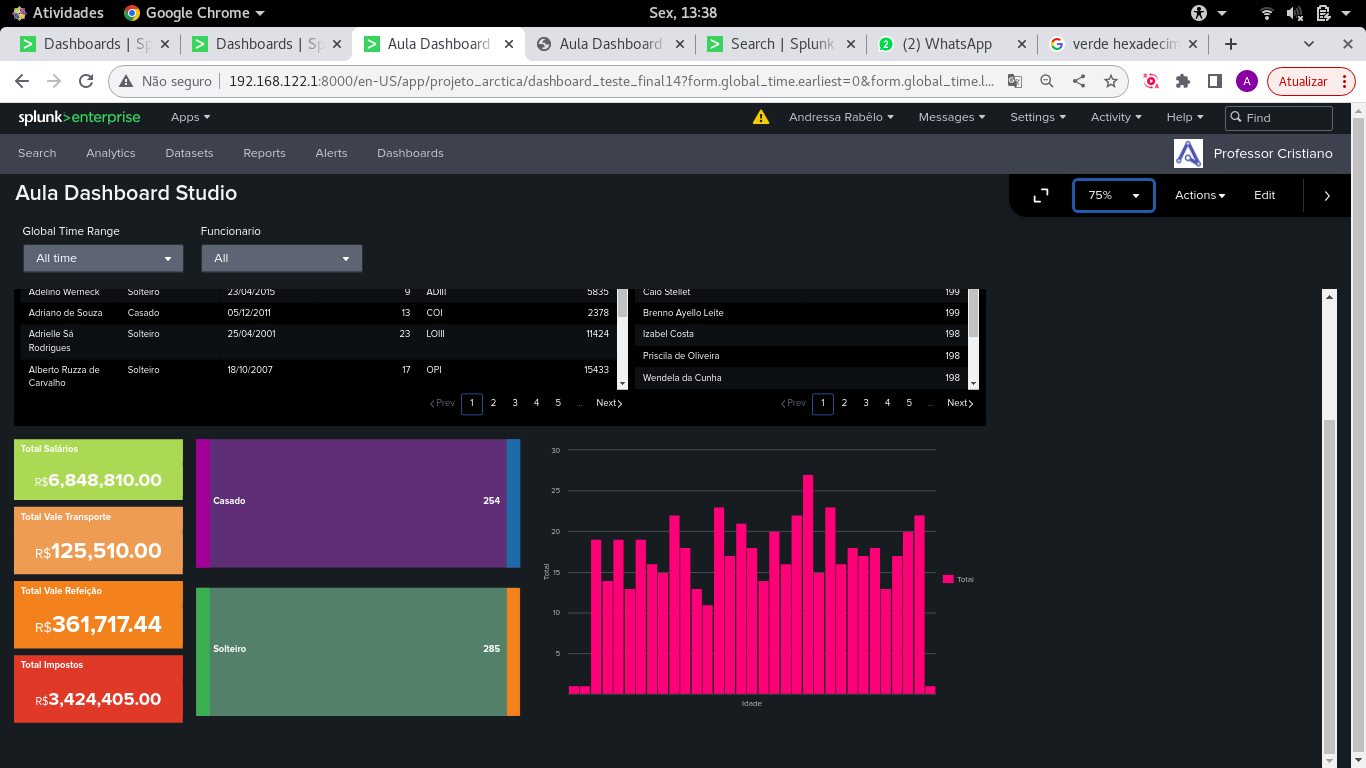 Atividades Google Chrome Sex, 13:38
Dashboards | Sp Dashboards | Sp Aula Dashboard Aula Dashboard Search | Splunk (2) WhatsApp verde hexadecim
Não seguro 192.168.122.1:8000/en-US/app/projeto_arctica/dashboard_teste_final14?form.global_time.earliest=0&form.global_time.l... A Atualizar
splunk>enterprise Apps Andressa Rabêlo Messages Settings Activity Help Find
Search Analytics Datasets Reports Alerts Dashboards Professor Cristiano
Aula Dashboard Studio 75% Actions Edit
Global Time Range Funcionario
All time All
Adelino Werneck Solteiro 23/04/2015 9 ADIII 5835 Caio Stellet 199
Adriano de Souza Casado 05/12/2011 13 COI 2378 Brenno Ayello Leite 199
Adrielle Sá Solteiro 25/04/2001 23 LOIII 11424 Izabel Costa 198
Rodrigues
Priscila de Oliveira 198
Alberto Ruzza de Solteiro 18/10/2007 17 OPI 15433 Wendela da Cunha 198
Carvalho
Prev 1 2 3 4 5 ... Next Prev 1 2 3 4 5 ... Next
Total Salários
R$6,848,810.00
Total Vale Transporte
R$125,510.00
Total Vale Refeição
R$361,717.44
Total Impostos
R$3,424,405.00
Casado 254
Solteiro 285
30
25
20
15
10
5
Total
Idade
Total